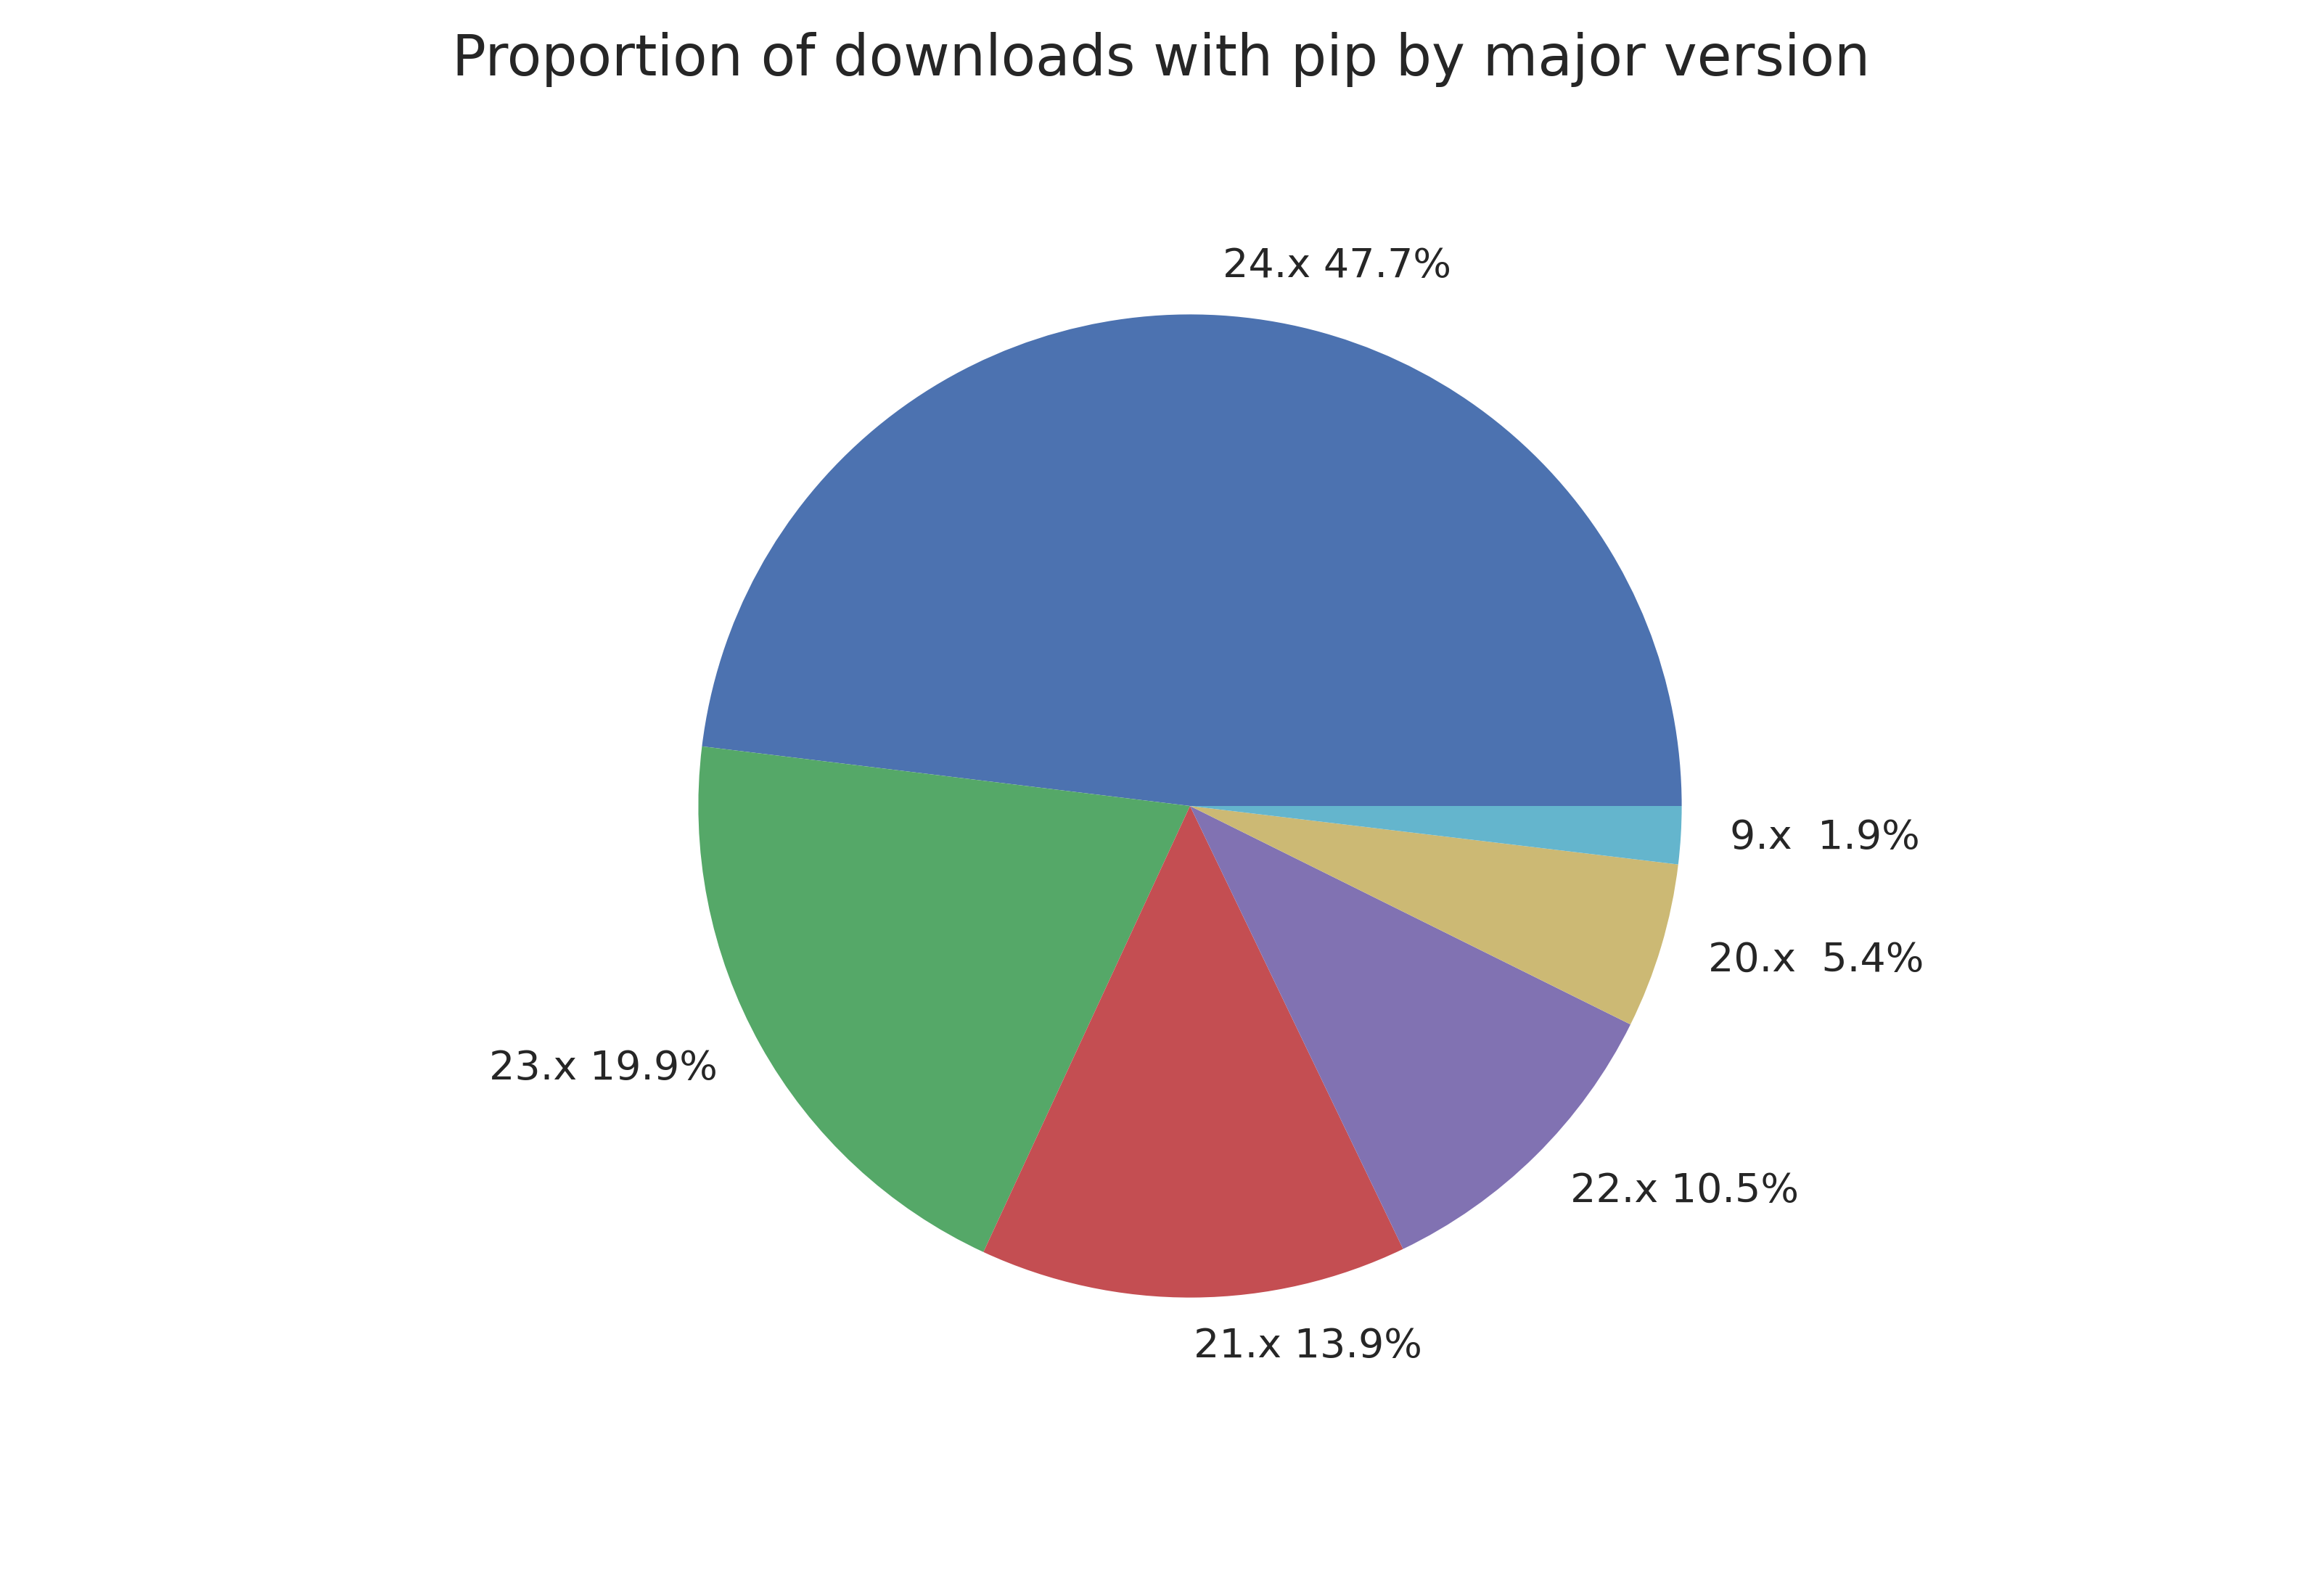 Proportion of downloads with pip by major version
24.x 47.7%
9.x  1.9%
20.x  5.4%
23.x 19.9%
22.x 10.5%
21.x 13.9%